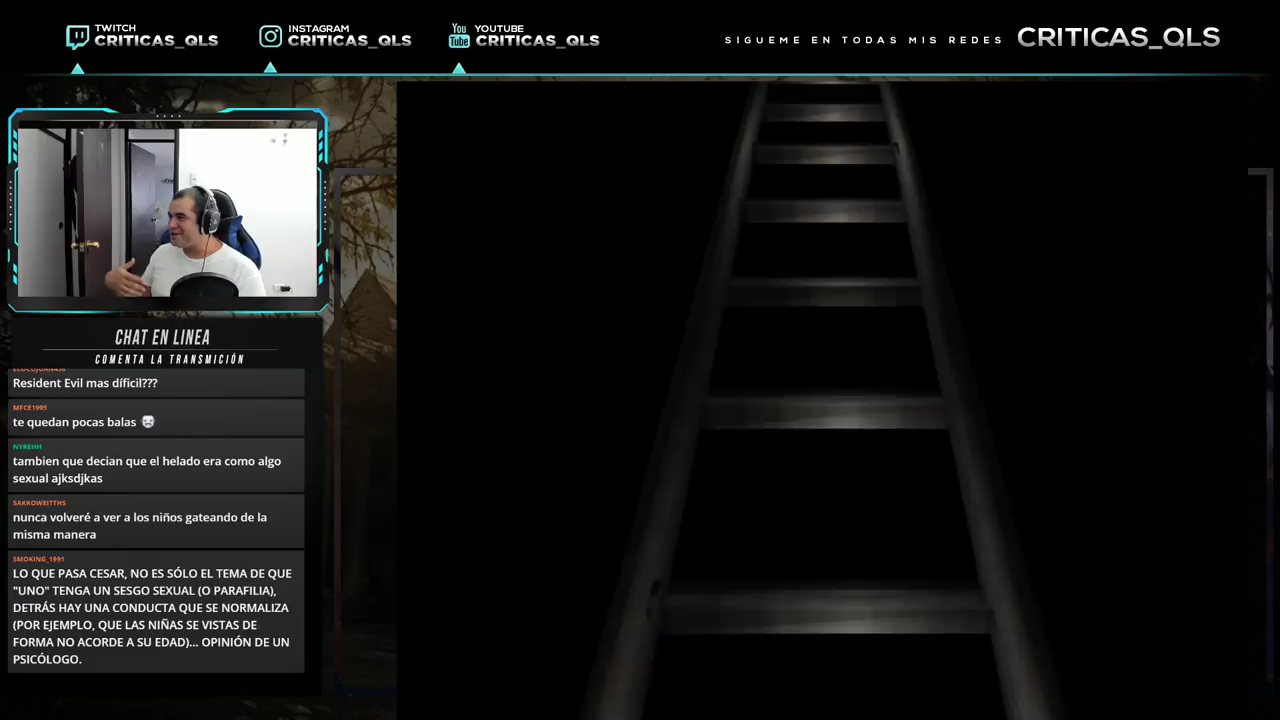 TWITCH
CRITICAS_QLS
INSTAGRAM
CRITICAS_QLS
You
Tube
YOUTUBE
CRITICAS_QLS
SIGUEME EN TODAS MIS REDES
CRITICAS_QLS
CHAT EN LINEA
COMENTA LA TRANSMICIÓN
Resident Evil mas díficil???
MFCE1995
te quedan pocas balas
NYREHH
tambien que decian que el helado era como algo
sexual ajksdjkas
SAKKOWEITTHS
nunca volveré a ver a los niños gateando de la
misma manera
SMOKING_1991
LO QUE PASA CESAR, NO ES SÓLO EL TEMA DE QUE
"UNO" TENGA UN SESGO SEXUAL (O PARAFILIA),
DETRÁS HAY UNA CONDUCTA QUE SE NORMALIZA
(POR EJEMPLO, QUE LAS NIÑAS SE VISTAS DE
FORMA NO ACORDE A SU EDAD)... OPINIÓN DE UN
PSICÓLOGO.